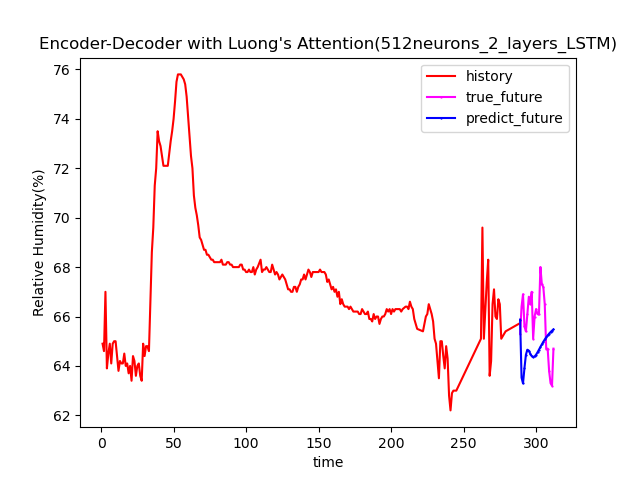 Encoder-Decoder with Luong's Attention(512neurons_2_layers_LSTM)
history
true_future
predict_future
Relative Humidity(%)
76
74
72
70
68
66
64
62
0 50 100 150 200 250 300
time